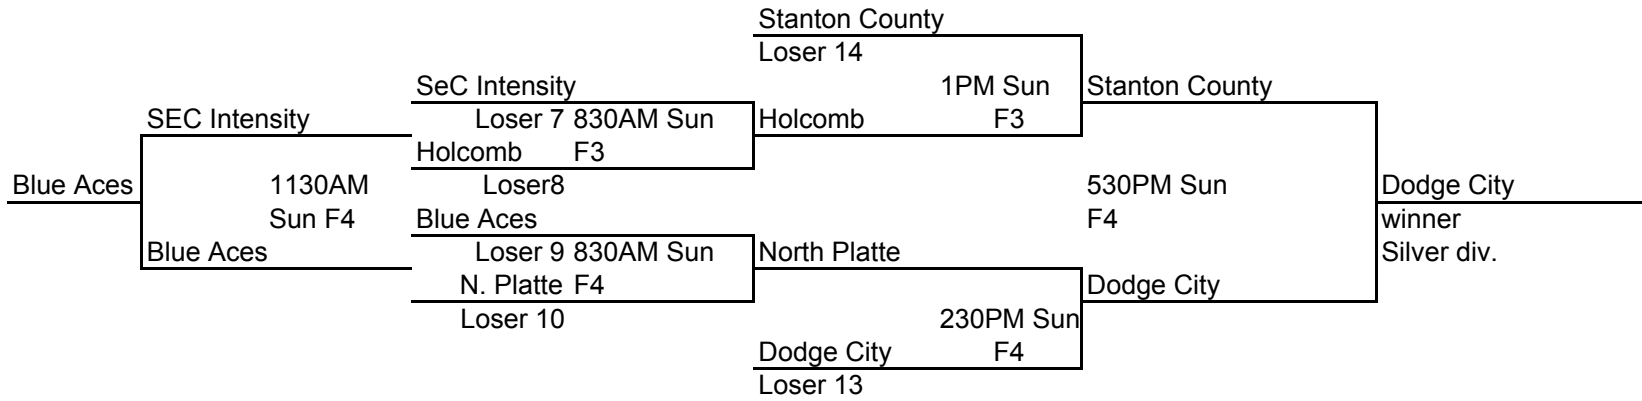 Stanton County
Loser 14
SeC Intensity
1PM Sun
Stanton County
SEC Intensity
Loser 7 830AM Sun
Holcomb
F3
Holcomb
F3
Blue Aces
1130AM
Loser8
530PM Sun
Dodge City
Sun F4
Blue Aces
F4
winner
Blue Aces
Loser 9 830AM Sun
North Platte
Silver div.
N. Platte F4
Dodge City
Loser 10
230PM Sun
Dodge City
F4
Loser 13